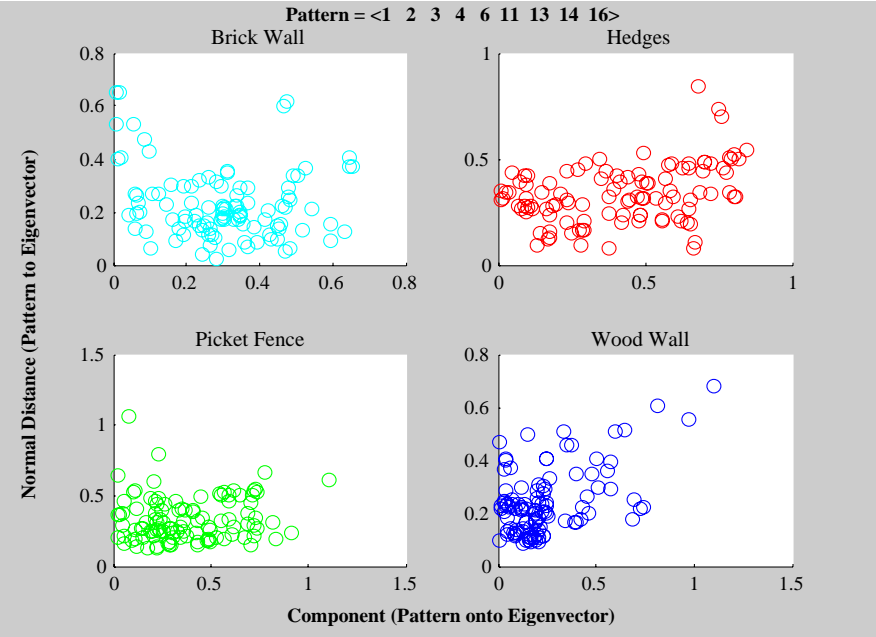 Pattern = <1 2 3 4 6 11 13 14 16>
Brick Wall
Hedges
0.8
0.6
0.4
0.2
0
0 0.2 0.4 0.6 0.8
1
0.5
0
0 0.5 1
Normal Distance (Pattern to Eigenvector)
Picket Fence
Wood Wall
1.5
1
0.5
0
0 0.5 1 1.5
0.8
0.6
0.4
0.2
0
0 0.5 1 1.5
Component (Pattern onto Eigenvector)